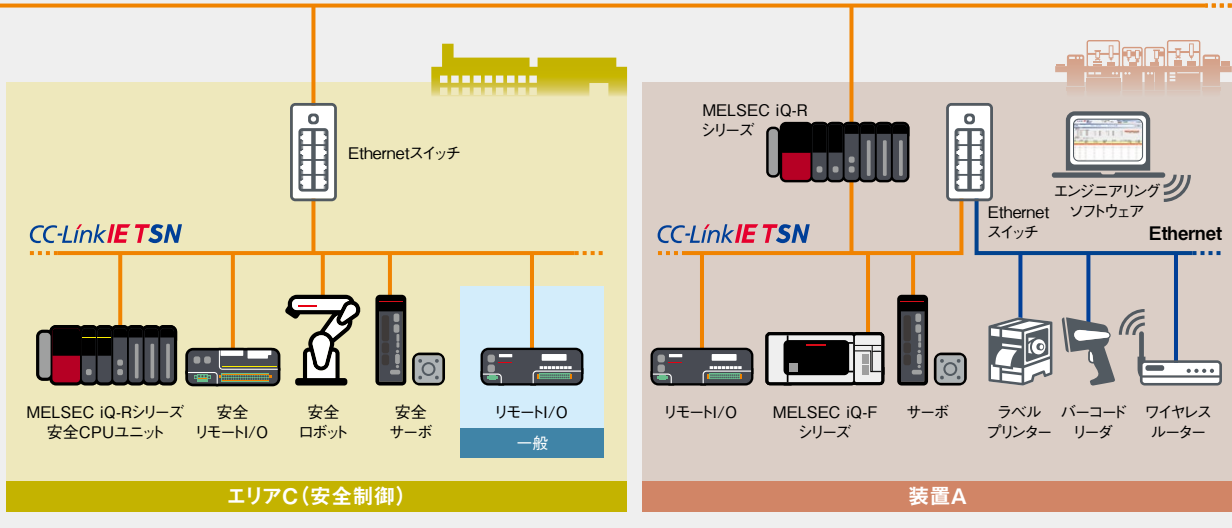 Ethernetスイッチ
CC-Link IE TSN
MELSEC iQ-Rシリーズ
安全CPUユニット
安全
リモートI/O
安全
ロボット
安全
サーボ
リモートI/O
一般
エリアC（安全制御）
MELSEC iQ-R
シリーズ
Ethernet
スイッチ
エンジニアリング
ソフトウェア
CC-Link IE TSN
Ethernet
リモートI/O
MELSEC iQ-F
シリーズ
サーボ
ラベル
プリンター
バーコード
リーダ
ワイヤレス
ルーター
装置A